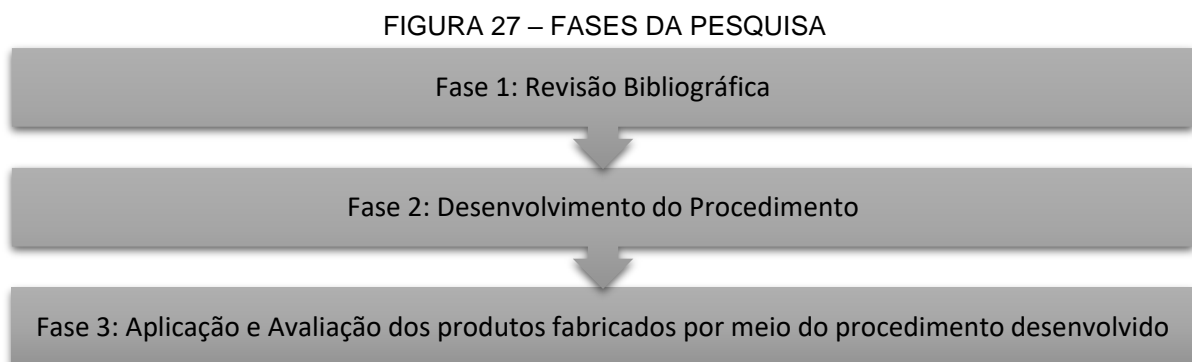 FIGURA 27 – FASES DA PESQUISA
Fase 1: Revisão Bibliográfica
Fase 2: Desenvolvimento do Procedimento
Fase 3: Aplicação e Avaliação dos produtos fabricados por meio do procedimento desenvolvido